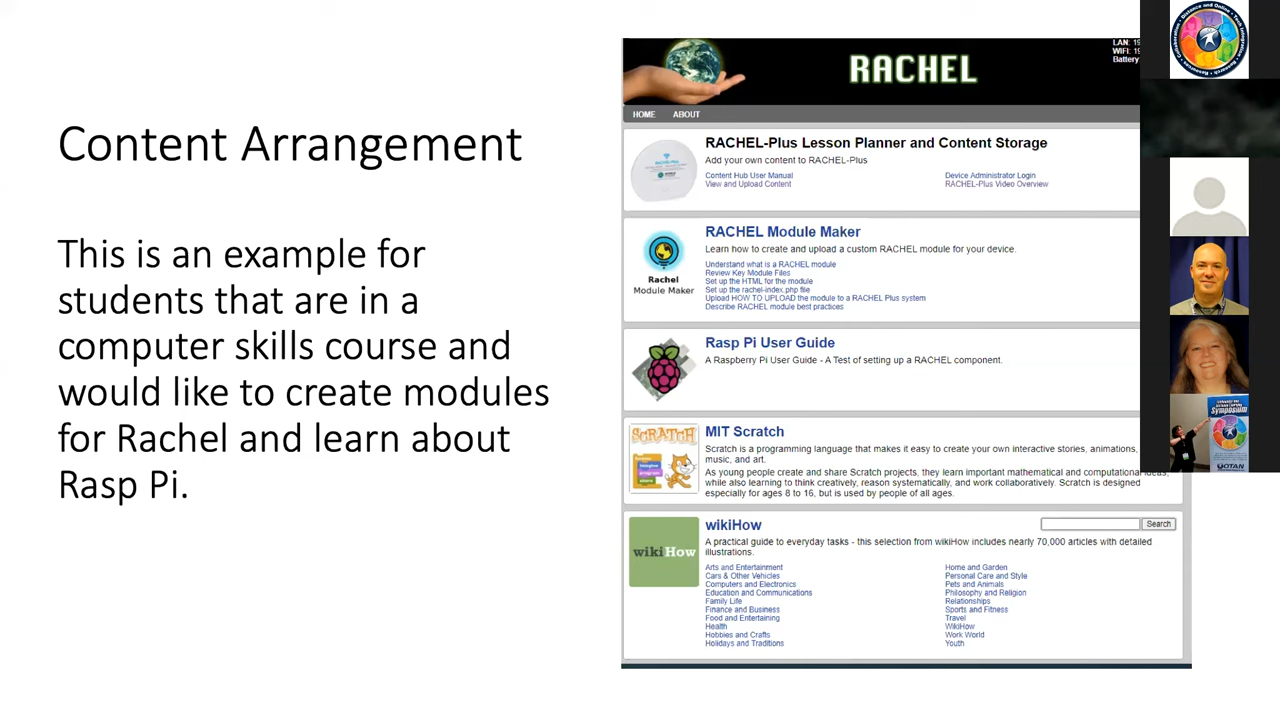 Content Arrangement
This is an example for
students that are in a
computer skills course and
would like to create modules
for Rachel and learn about
Rasp Pi.
RACHEL
LAN: 19
WIFI: 19
Battery
HOME ABOUT
RACHEL-Plus Lesson Planner and Content Storage
Add your own content to RACHEL-Plus
Content Hub User Manual
View and Upload Content
Device Administrator Login
RACHEL-Plus Video Overview
Rachel
Module Maker
RACHEL Module Maker
Learn how to create and upload a custom RACHEL module for your device.
Understand what is a RACHEL module
Review Key Module Files
Set up the HTML for the module
Set up the rachel-index.php file
Upload HOW TO UPLOAD the module to a RACHEL Plus system
Describe RACHEL module best practices
Rasp Pi User Guide
A Raspberry Pi User Guide - A Test of setting up a RACHEL component.
SCRATCH
MIT Scratch
Scratch is a programming language that makes it easy to create your own interactive stories, animations,
music, and art.
As young people create and share Scratch projects, they learn important mathematical and computational ideas,
while also learning to think creatively, reason systematically, and work collaboratively. Scratch is designed
especially for ages 8 to 16, but is used by people of all ages.
wikiHow
wikiHow
Search
A practical guide to everyday tasks - this selection from wikiHow includes nearly 70,000 articles with detailed
illustrations.
Arts and Entertainment
Cars & Other Vehicles
Computers and Electronics
Education and Communications
Family Life
Finance and Business
Food and Entertaining
Health
Hobbies and Crafts
Holidays and Traditions
Home and Garden
Personal Care and Style
Pets and Animals
Philosophy and Religion
Relationships
Sports and Fitness
Travel
WikiHow
Work World
Youth
Symposium
OTAN